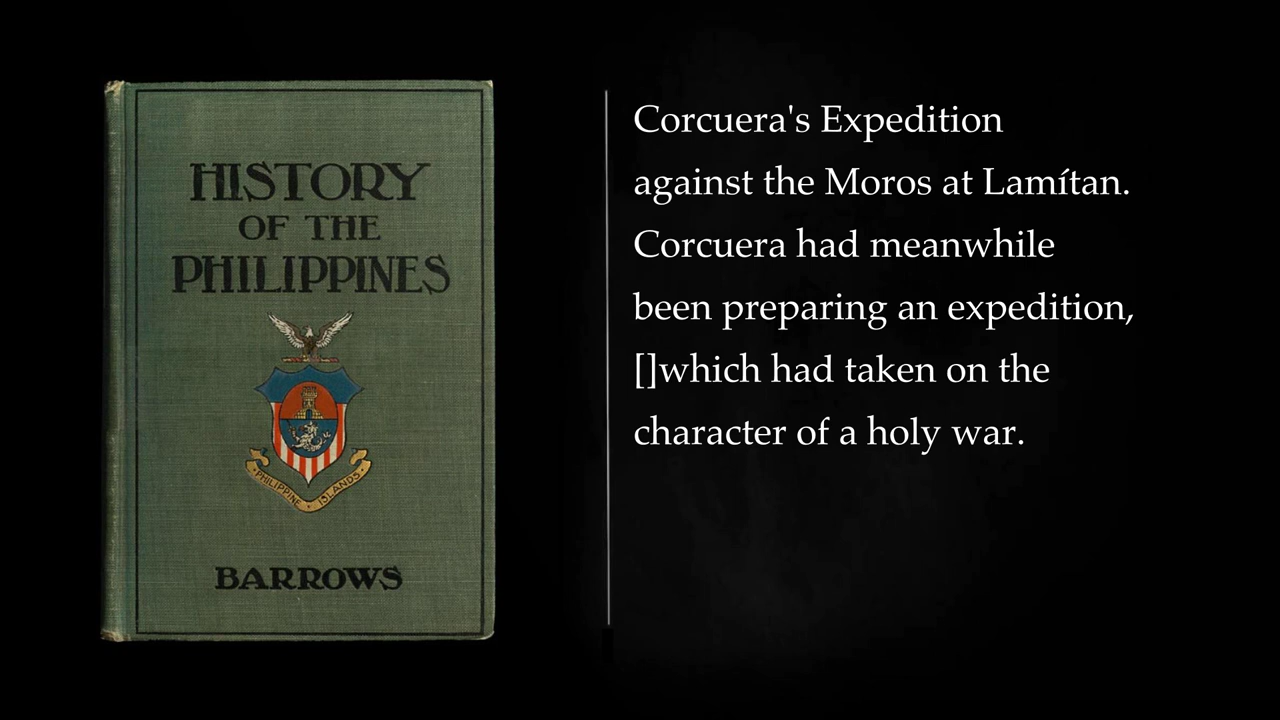 HISTORY
OF THE
PHILIPPINES
PHILIPPINE ISLANDS
BARROWS
Corcuera's Expedition
against the Moros at Lamítan.
Corcuera had meanwhile
been preparing an expedition,
[]which had taken on the
character of a holy war.